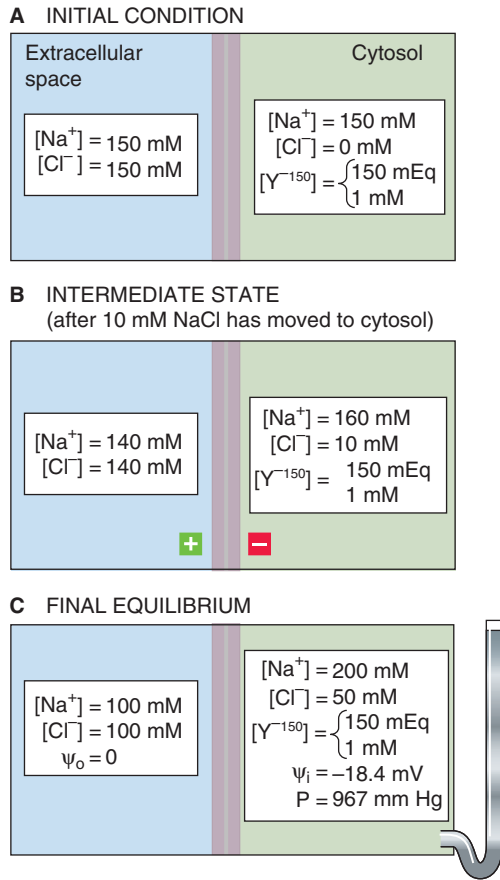 A INITIAL CONDITION
Extracellular
space
[Na⁺] = 150 mM
[Cl⁻] = 150 mM
Cytosol
[Na⁺] = 150 mM
[Cl⁻] = 0 mM
[Y⁻¹⁵⁰] = { 150 mEq
1 mM
B INTERMEDIATE STATE
(after 10 mM NaCl has moved to cytosol)
[Na⁺] = 140 mM
[Cl⁻] = 140 mM
[Na⁺] = 160 mM
[Cl⁻] = 10 mM
[Y⁻¹⁵⁰] = 150 mEq
1 mM
+ −
C FINAL EQUILIBRIUM
[Na⁺] = 100 mM
[Cl⁻] = 100 mM
ψₒ = 0
[Na⁺] = 200 mM
[Cl⁻] = 50 mM
[Y⁻¹⁵⁰] = { 150 mEq
1 mM
ψᵢ = −18.4 mV
P = 967 mm Hg